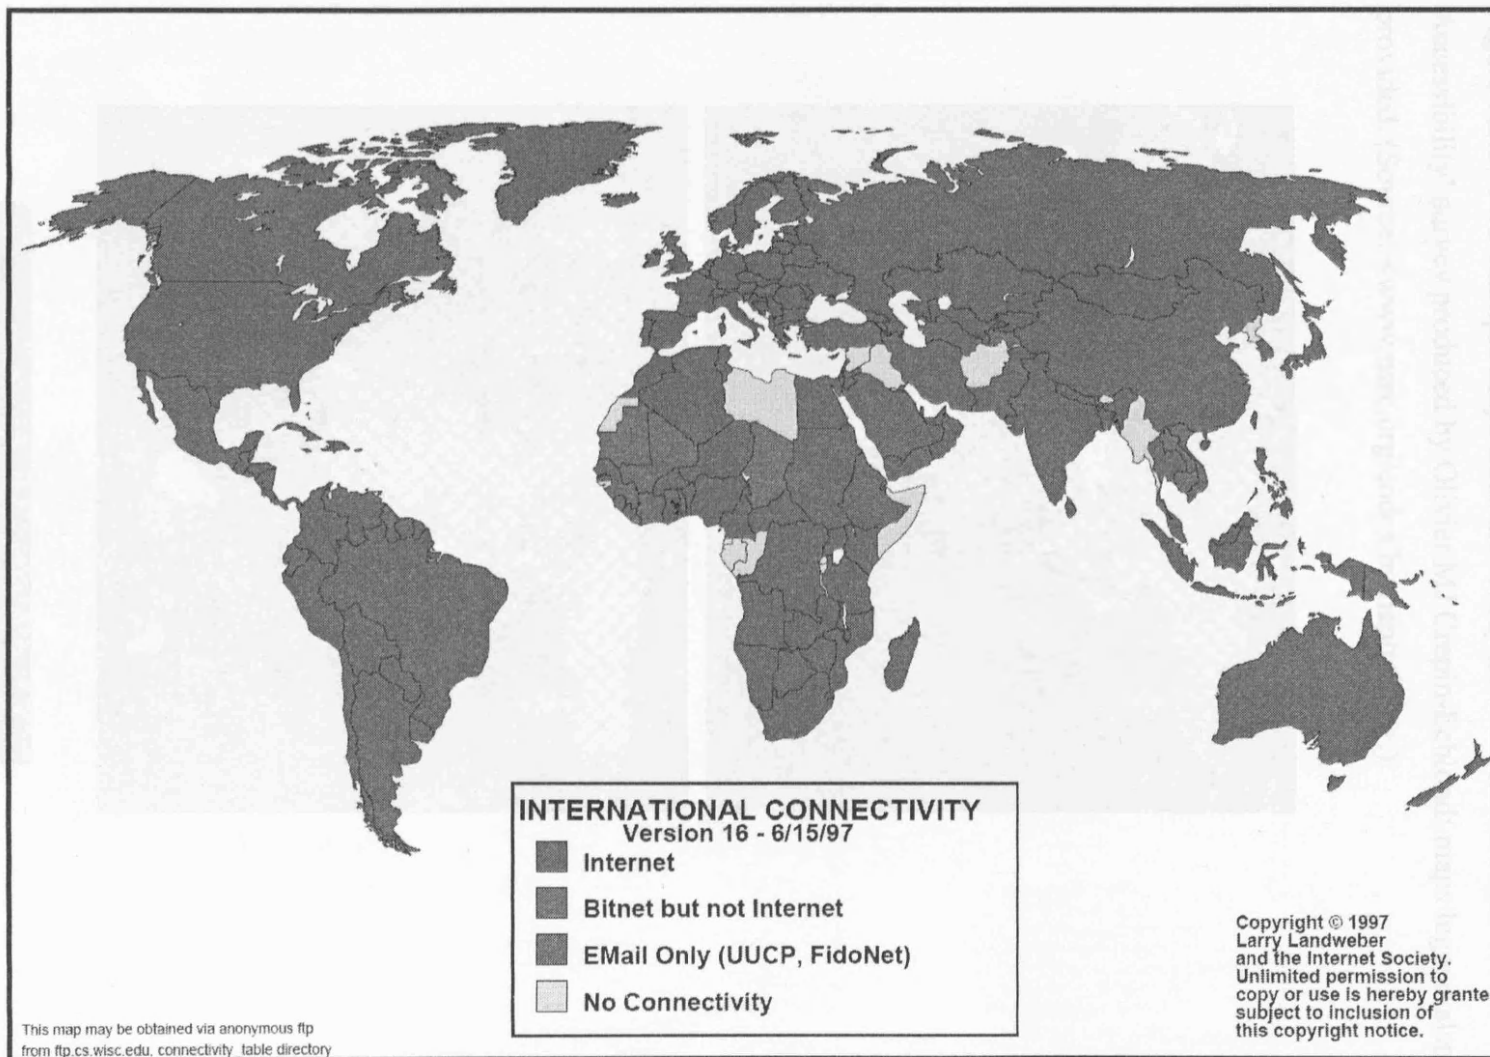 INTERNATIONAL CONNECTIVITY
Version 16 - 6/15/97
Internet
Bitnet but not Internet
EMail Only (UUCP, FidoNet)
No Connectivity
Copyright © 1997
Larry Landweber
and the Internet Society.
Unlimited permission to
copy or use is hereby grante
subject to inclusion of
this copyright notice.
This map may be obtained via anonymous ftp
from ftp.cs.wisc.edu, connectivity_table directory